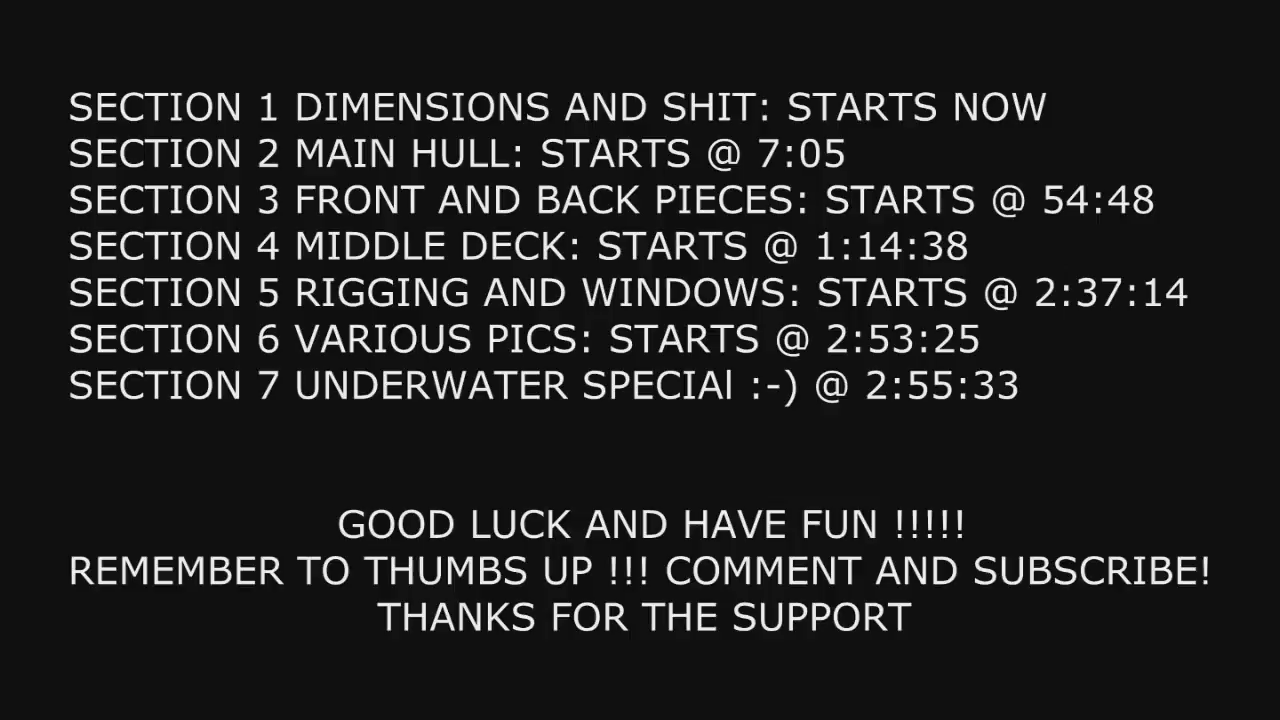 SECTION 1 DIMENSIONS AND SHIT: STARTS NOW
SECTION 2 MAIN HULL: STARTS @ 7:05
SECTION 3 FRONT AND BACK PIECES: STARTS @ 54:48
SECTION 4 MIDDLE DECK: STARTS @ 1:14:38
SECTION 5 RIGGING AND WINDOWS: STARTS @ 2:37:14
SECTION 6 VARIOUS PICS: STARTS @ 2:53:25
SECTION 7 UNDERWATER SPECIAl :-) @ 2:55:33
GOOD LUCK AND HAVE FUN !!!!!
REMEMBER TO THUMBS UP !!! COMMENT AND SUBSCRIBE!
THANKS FOR THE SUPPORT